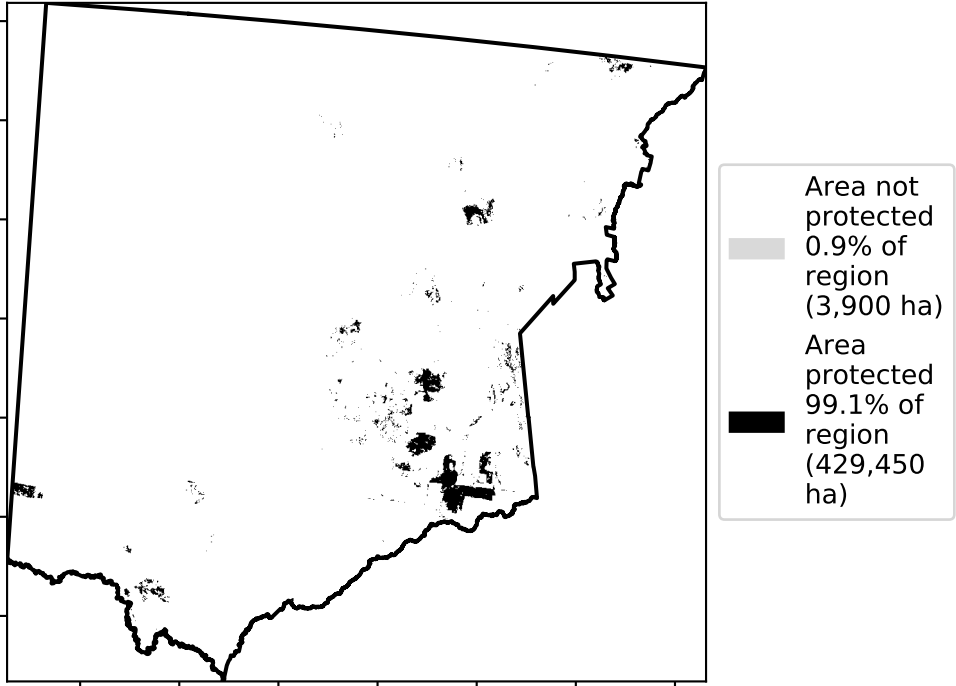 Area not
protected
0.9% of
region
(3,900 ha)
Area
protected
99.1% of
region
(429,450
ha)